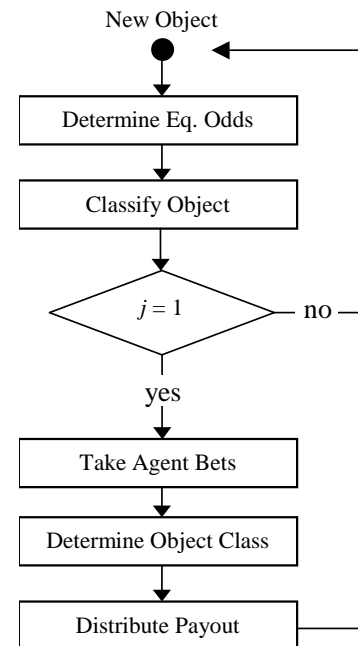 New Object
Determine Eq. Odds
Classify Object
j = 1
no
yes
Take Agent Bets
Determine Object Class
Distribute Payout